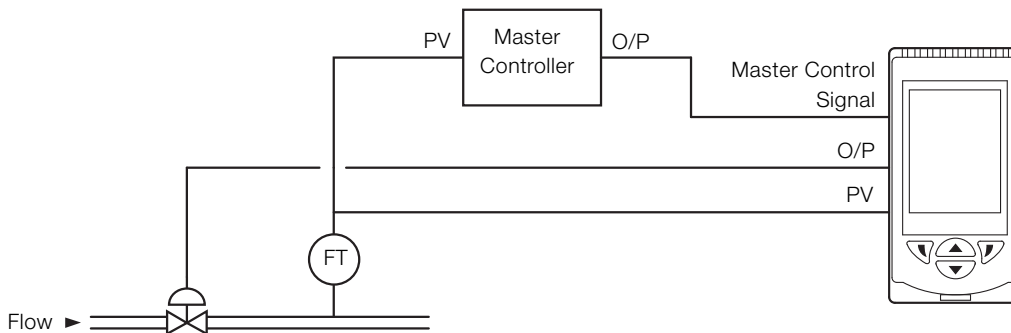 PV
Master
Controller
O/P
Master Control
Signal
O/P
PV
FT
Flow